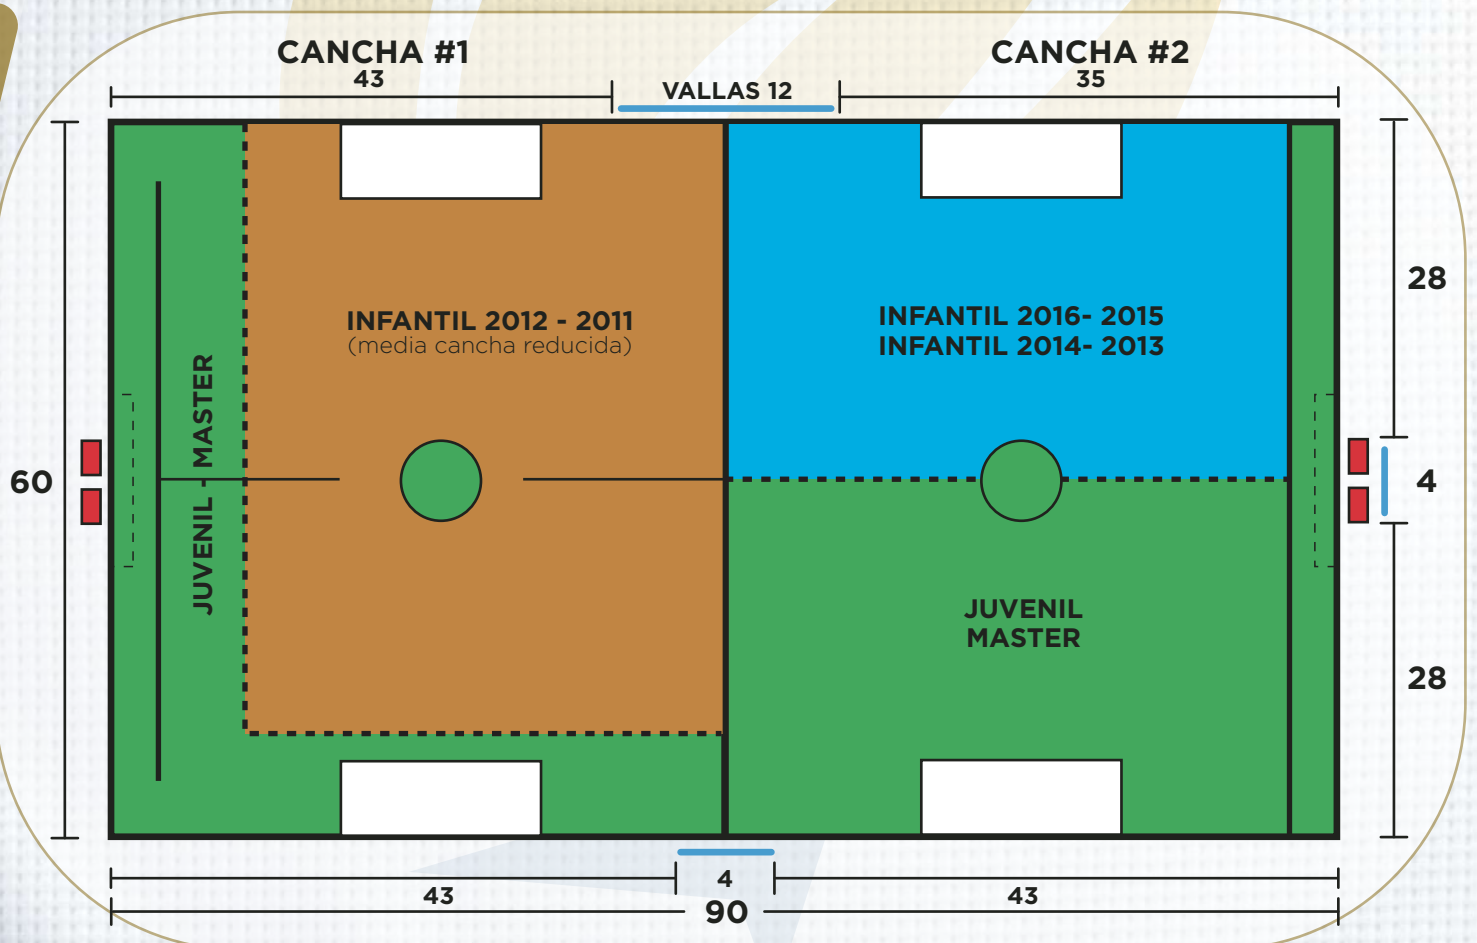 CANCHA #1
43
VALLAS 12
CANCHA #2
35
INFANTIL 2012 - 2011
(media cancha reducida)
INFANTIL 2016- 2015
INFANTIL 2014- 2013
JUVENIL - MASTER
JUVENIL
MASTER
60
28
4
28
43
4
43
90